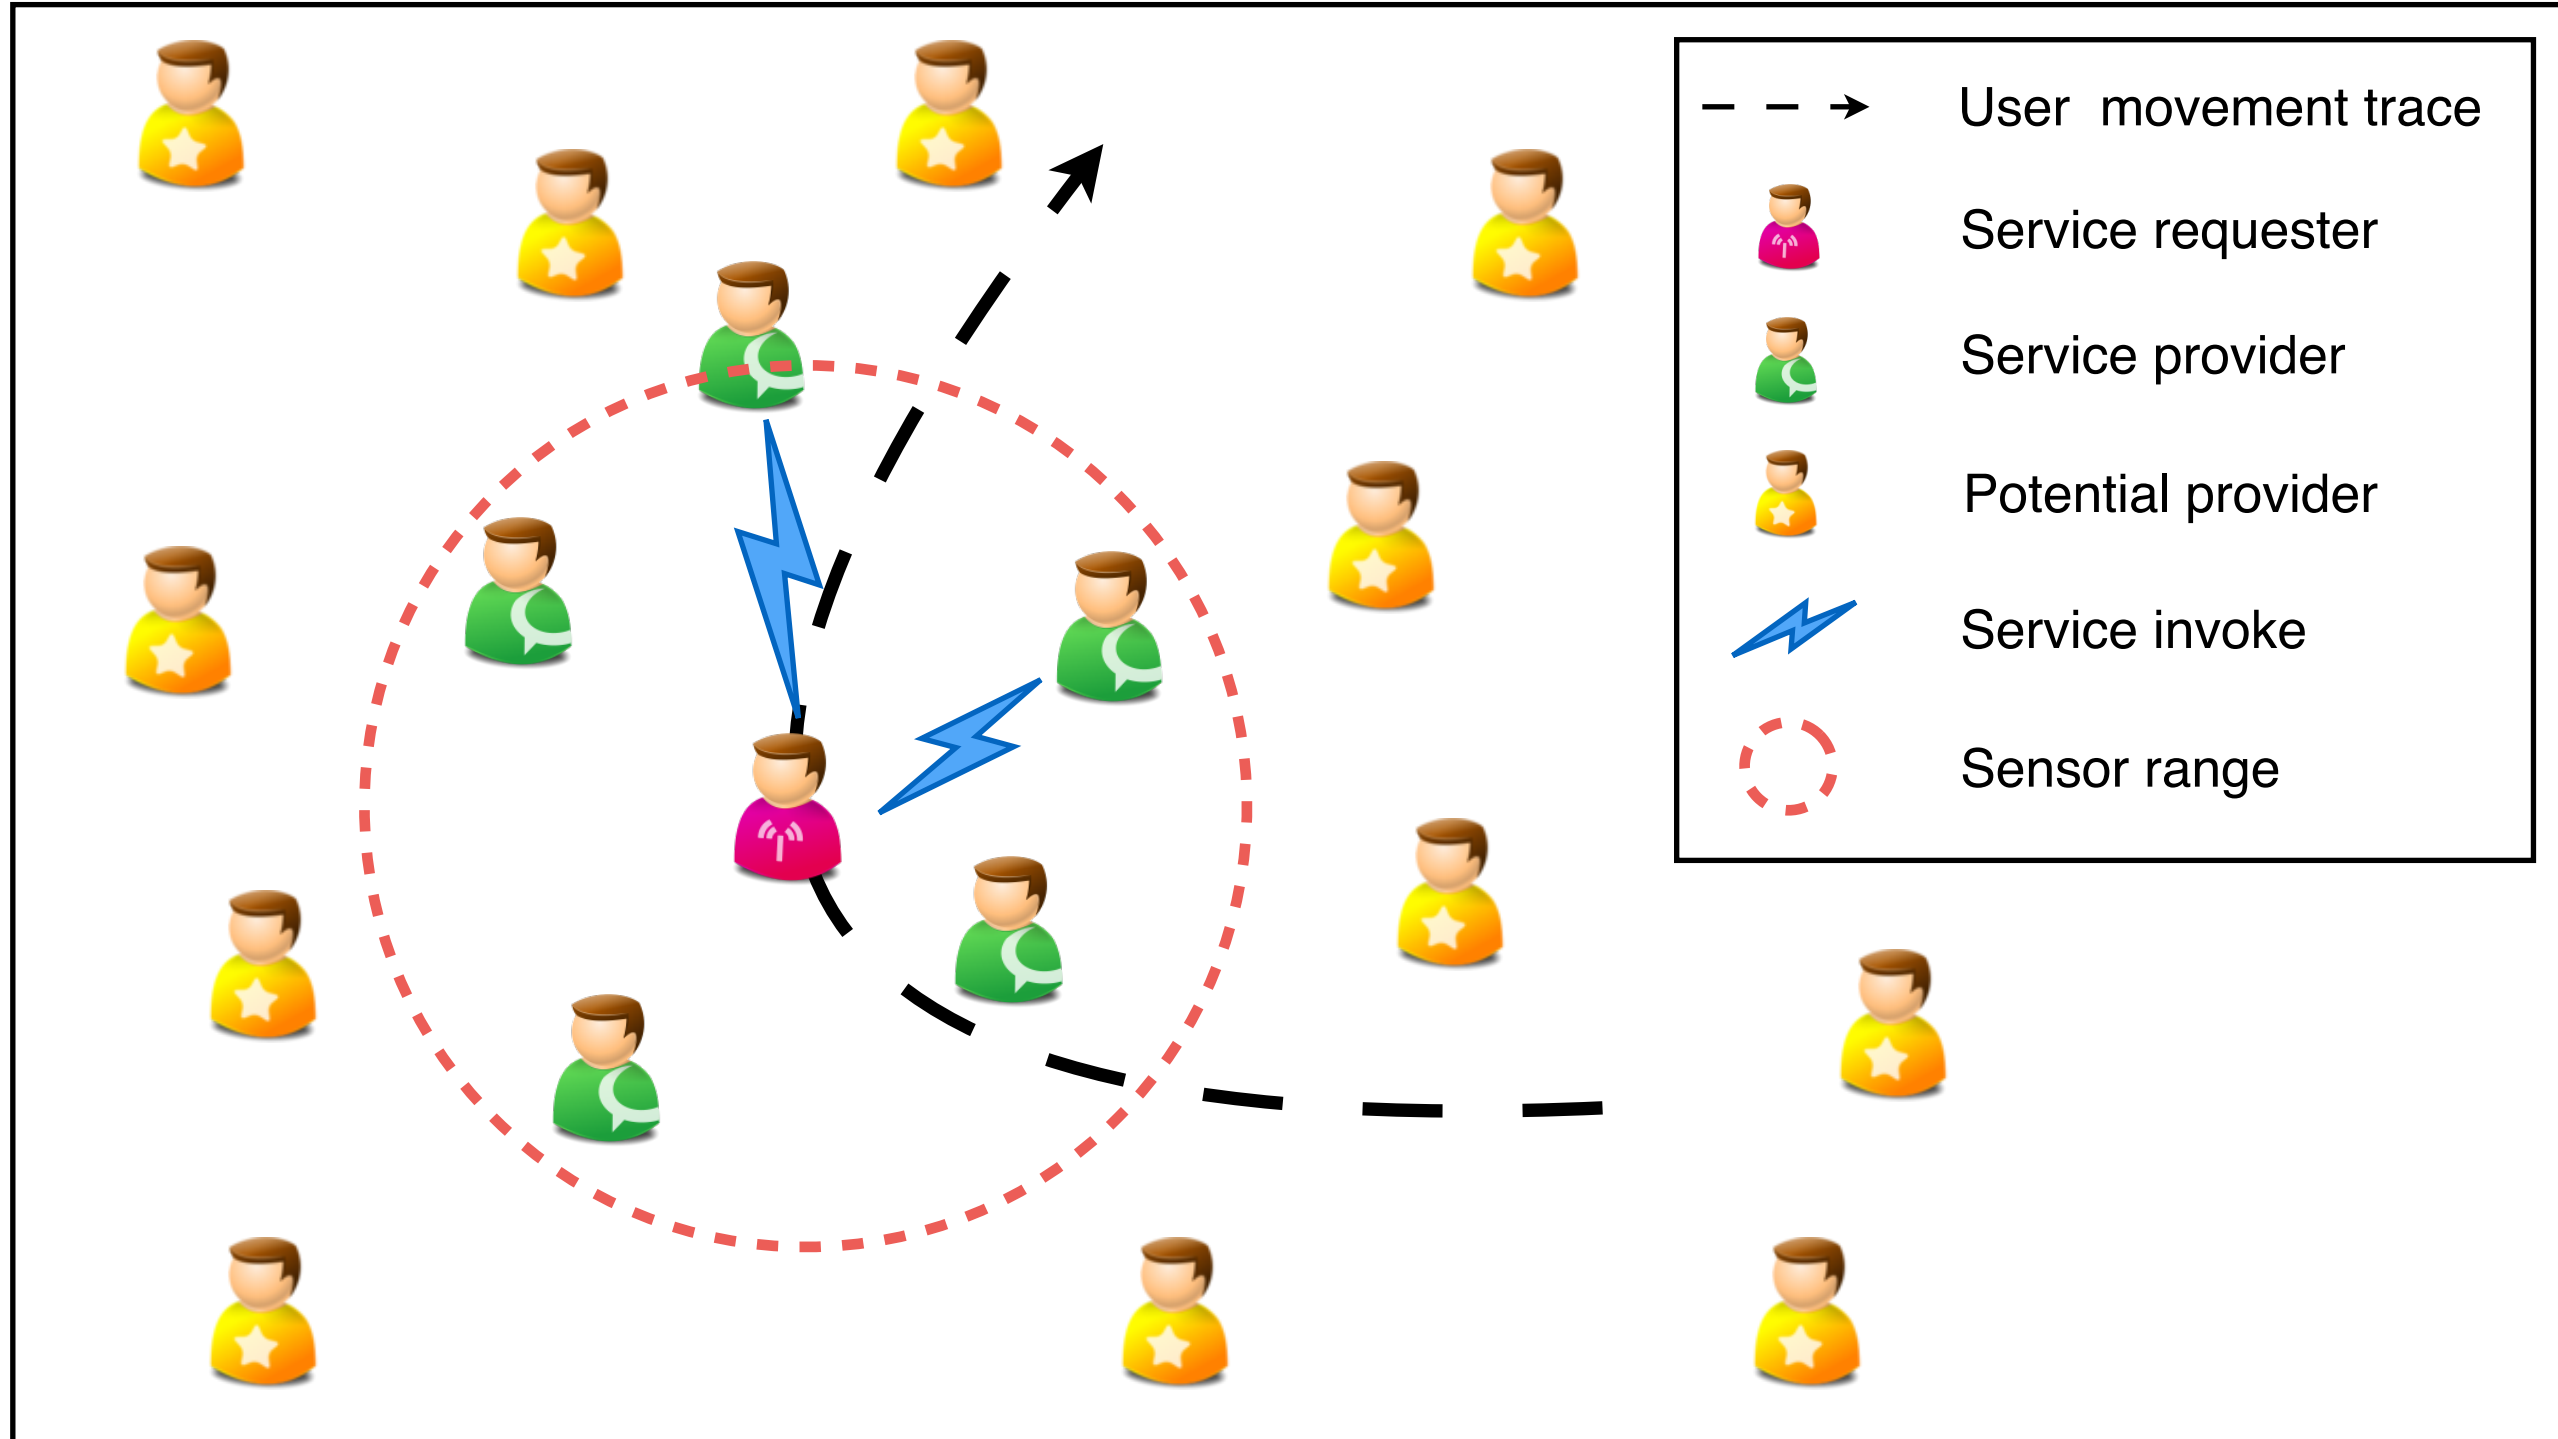 User movement trace
Service requester
Service provider
Potential provider
Service invoke
Sensor range